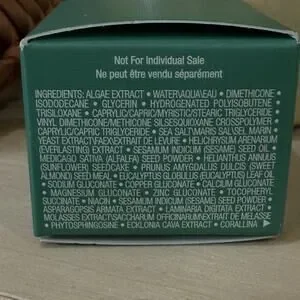 Not For Individual Sale
Ne peut être vendu séparément
INGREDIENTS: ALGAE EXTRACT • WATER\AQUA\EAU • DIMETHICONE •
ISODODECANE • GLYCERIN • HYDROGENATED POLYISOBUTENE •
TRISILOXANE • CAPRYLIC/CAPRIC/MYRISTIC/STEARIC TRIGLYCERIDE •
VINYL DIMETHICONE/METHICONE SILSESQUIOXANE CROSSPOLYMER •
CAPRYLIC/CAPRIC TRIGLYCERIDE • SEA SALT\MARIS SAL\SEL MARIN •
YEAST EXTRACT\FAEX\EXTRAIT DE LEVURE • HELICHRYSUM ARENARIUM
(EVERLASTING) EXTRACT • SESAMUM INDICUM (SESAME) SEED OIL •
MEDICAGO SATIVA (ALFALFA) SEED POWDER • HELIANTHUS ANNUUS
(SUNFLOWER) SEEDCAKE • PRUNUS AMYGDALUS DULCIS (SWEET
ALMOND) SEED MEAL • EUCALYPTUS GLOBULUS (EUCALYPTUS) LEAF OIL
• SODIUM GLUCONATE • COPPER GLUCONATE • CALCIUM GLUCONATE
• MAGNESIUM GLUCONATE • ZINC GLUCONATE • TOCOPHERYL
SUCCINATE • NIACIN • SESAMUM INDICUM (SESAME) SEED POWDER •
ASPARAGOPSIS ARMATA EXTRACT • LAMINARIA DIGITATA EXTRACT •
MOLASSES EXTRACT\SACCHARUM OFFICINARUM\EXTRAIT DE MELASSE
• PHYTOSPHINGOSINE • ECKLONIA CAVA EXTRACT • CORALLINA